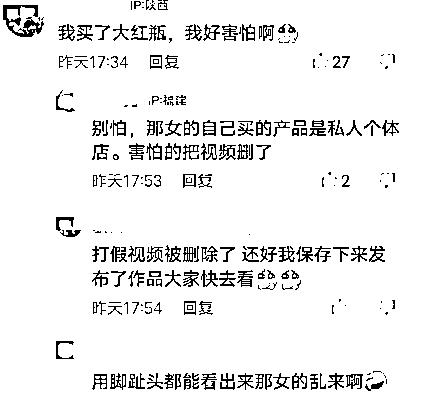 IP:陕西
我买了大红瓶，我好害怕啊
昨天17:34 回复 27
IP:福建
别怕，那女的自己买的产品是私人个体
店。害怕的把视频删了
昨天17:53 回复 2
打假视频被删除了 还好我保存下来发
布了作品大家快去看
昨天17:54 回复
用脚趾头都能看出来那女的乱来啊